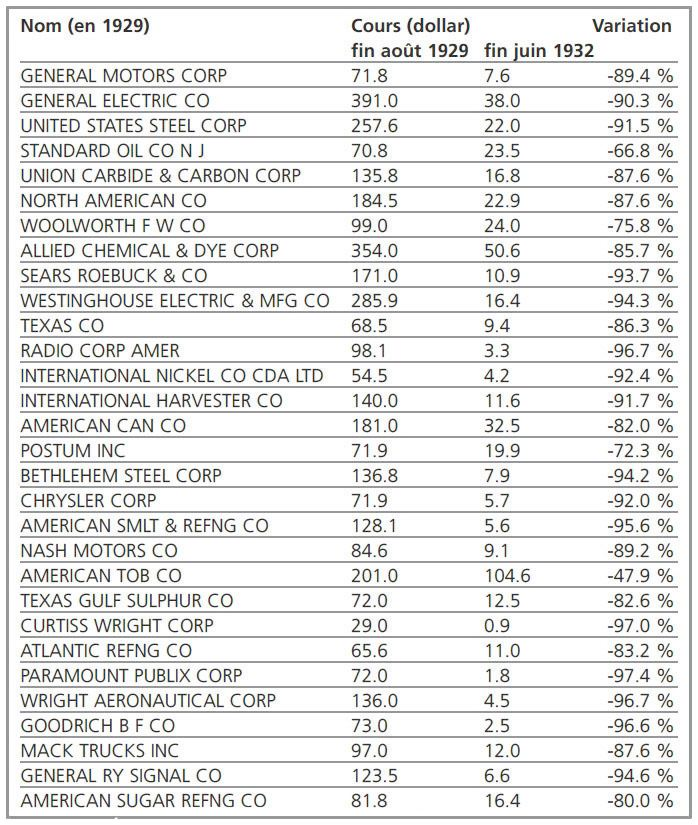 Nom (en 1929) Cours (dollar) Variation
fin août 1929 fin juin 1932
GENERAL MOTORS CORP 71.8 7.6 -89.4 %
GENERAL ELECTRIC CO 391.0 38.0 -90.3 %
UNITED STATES STEEL CORP 257.6 22.0 -91.5 %
STANDARD OIL CO N J 70.8 23.5 -66.8 %
UNION CARBIDE & CARBON CORP 135.8 16.8 -87.6 %
NORTH AMERICAN CO 184.5 22.9 -87.6 %
WOOLWORTH F W CO 99.0 24.0 -75.8 %
ALLIED CHEMICAL & DYE CORP 354.0 50.6 -85.7 %
SEARS ROEBUCK & CO 171.0 10.9 -93.7 %
WESTINGHOUSE ELECTRIC & MFG CO 285.9 16.4 -94.3 %
TEXAS CO 68.5 9.4 -86.3 %
RADIO CORP AMER 98.1 3.3 -96.7 %
INTERNATIONAL NICKEL CO CDA LTD 54.5 4.2 -92.4 %
INTERNATIONAL HARVESTER CO 140.0 11.6 -91.7 %
AMERICAN CAN CO 181.0 32.5 -82.0 %
POSTUM INC 71.9 19.9 -72.3 %
BETHLEHEM STEEL CORP 136.8 7.9 -94.2 %
CHRYSLER CORP 71.9 5.7 -92.0 %
AMERICAN SMLT & REFNG CO 128.1 5.6 -95.6 %
NASH MOTORS CO 84.6 9.1 -89.2 %
AMERICAN TOB CO 201.0 104.6 -47.9 %
TEXAS GULF SULPHUR CO 72.0 12.5 -82.6 %
CURTISS WRIGHT CORP 29.0 0.9 -97.0 %
ATLANTIC REFNG CO 65.6 11.0 -83.2 %
PARAMOUNT PUBLIX CORP 72.0 1.8 -97.4 %
WRIGHT AERONAUTICAL CORP 136.0 4.5 -96.7 %
GOODRICH B F CO 73.0 2.5 -96.6 %
MACK TRUCKS INC 97.0 12.0 -87.6 %
GENERAL RY SIGNAL CO 123.5 6.6 -94.6 %
AMERICAN SUGAR REFNG CO 81.8 16.4 -80.0 %